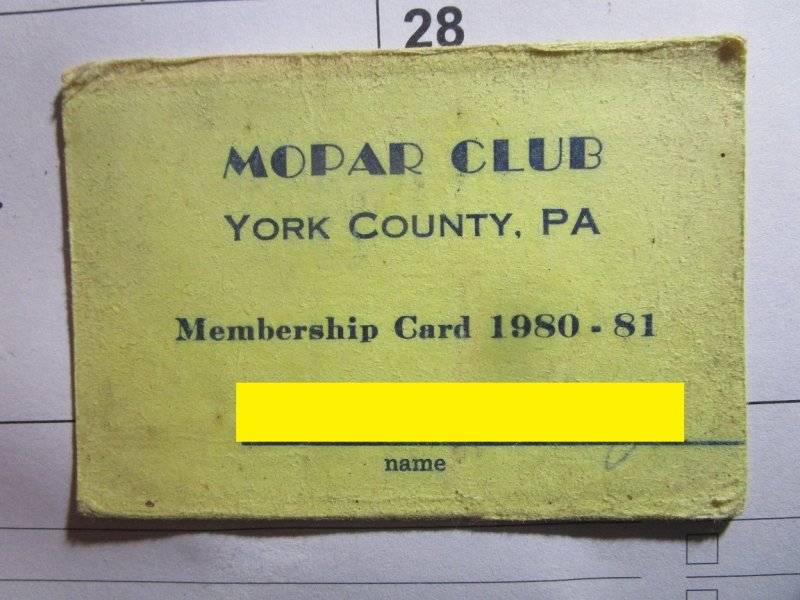 28
MOPAR CLUB
YORK COUNTY, PA
Membership Card 1980 - 81
name